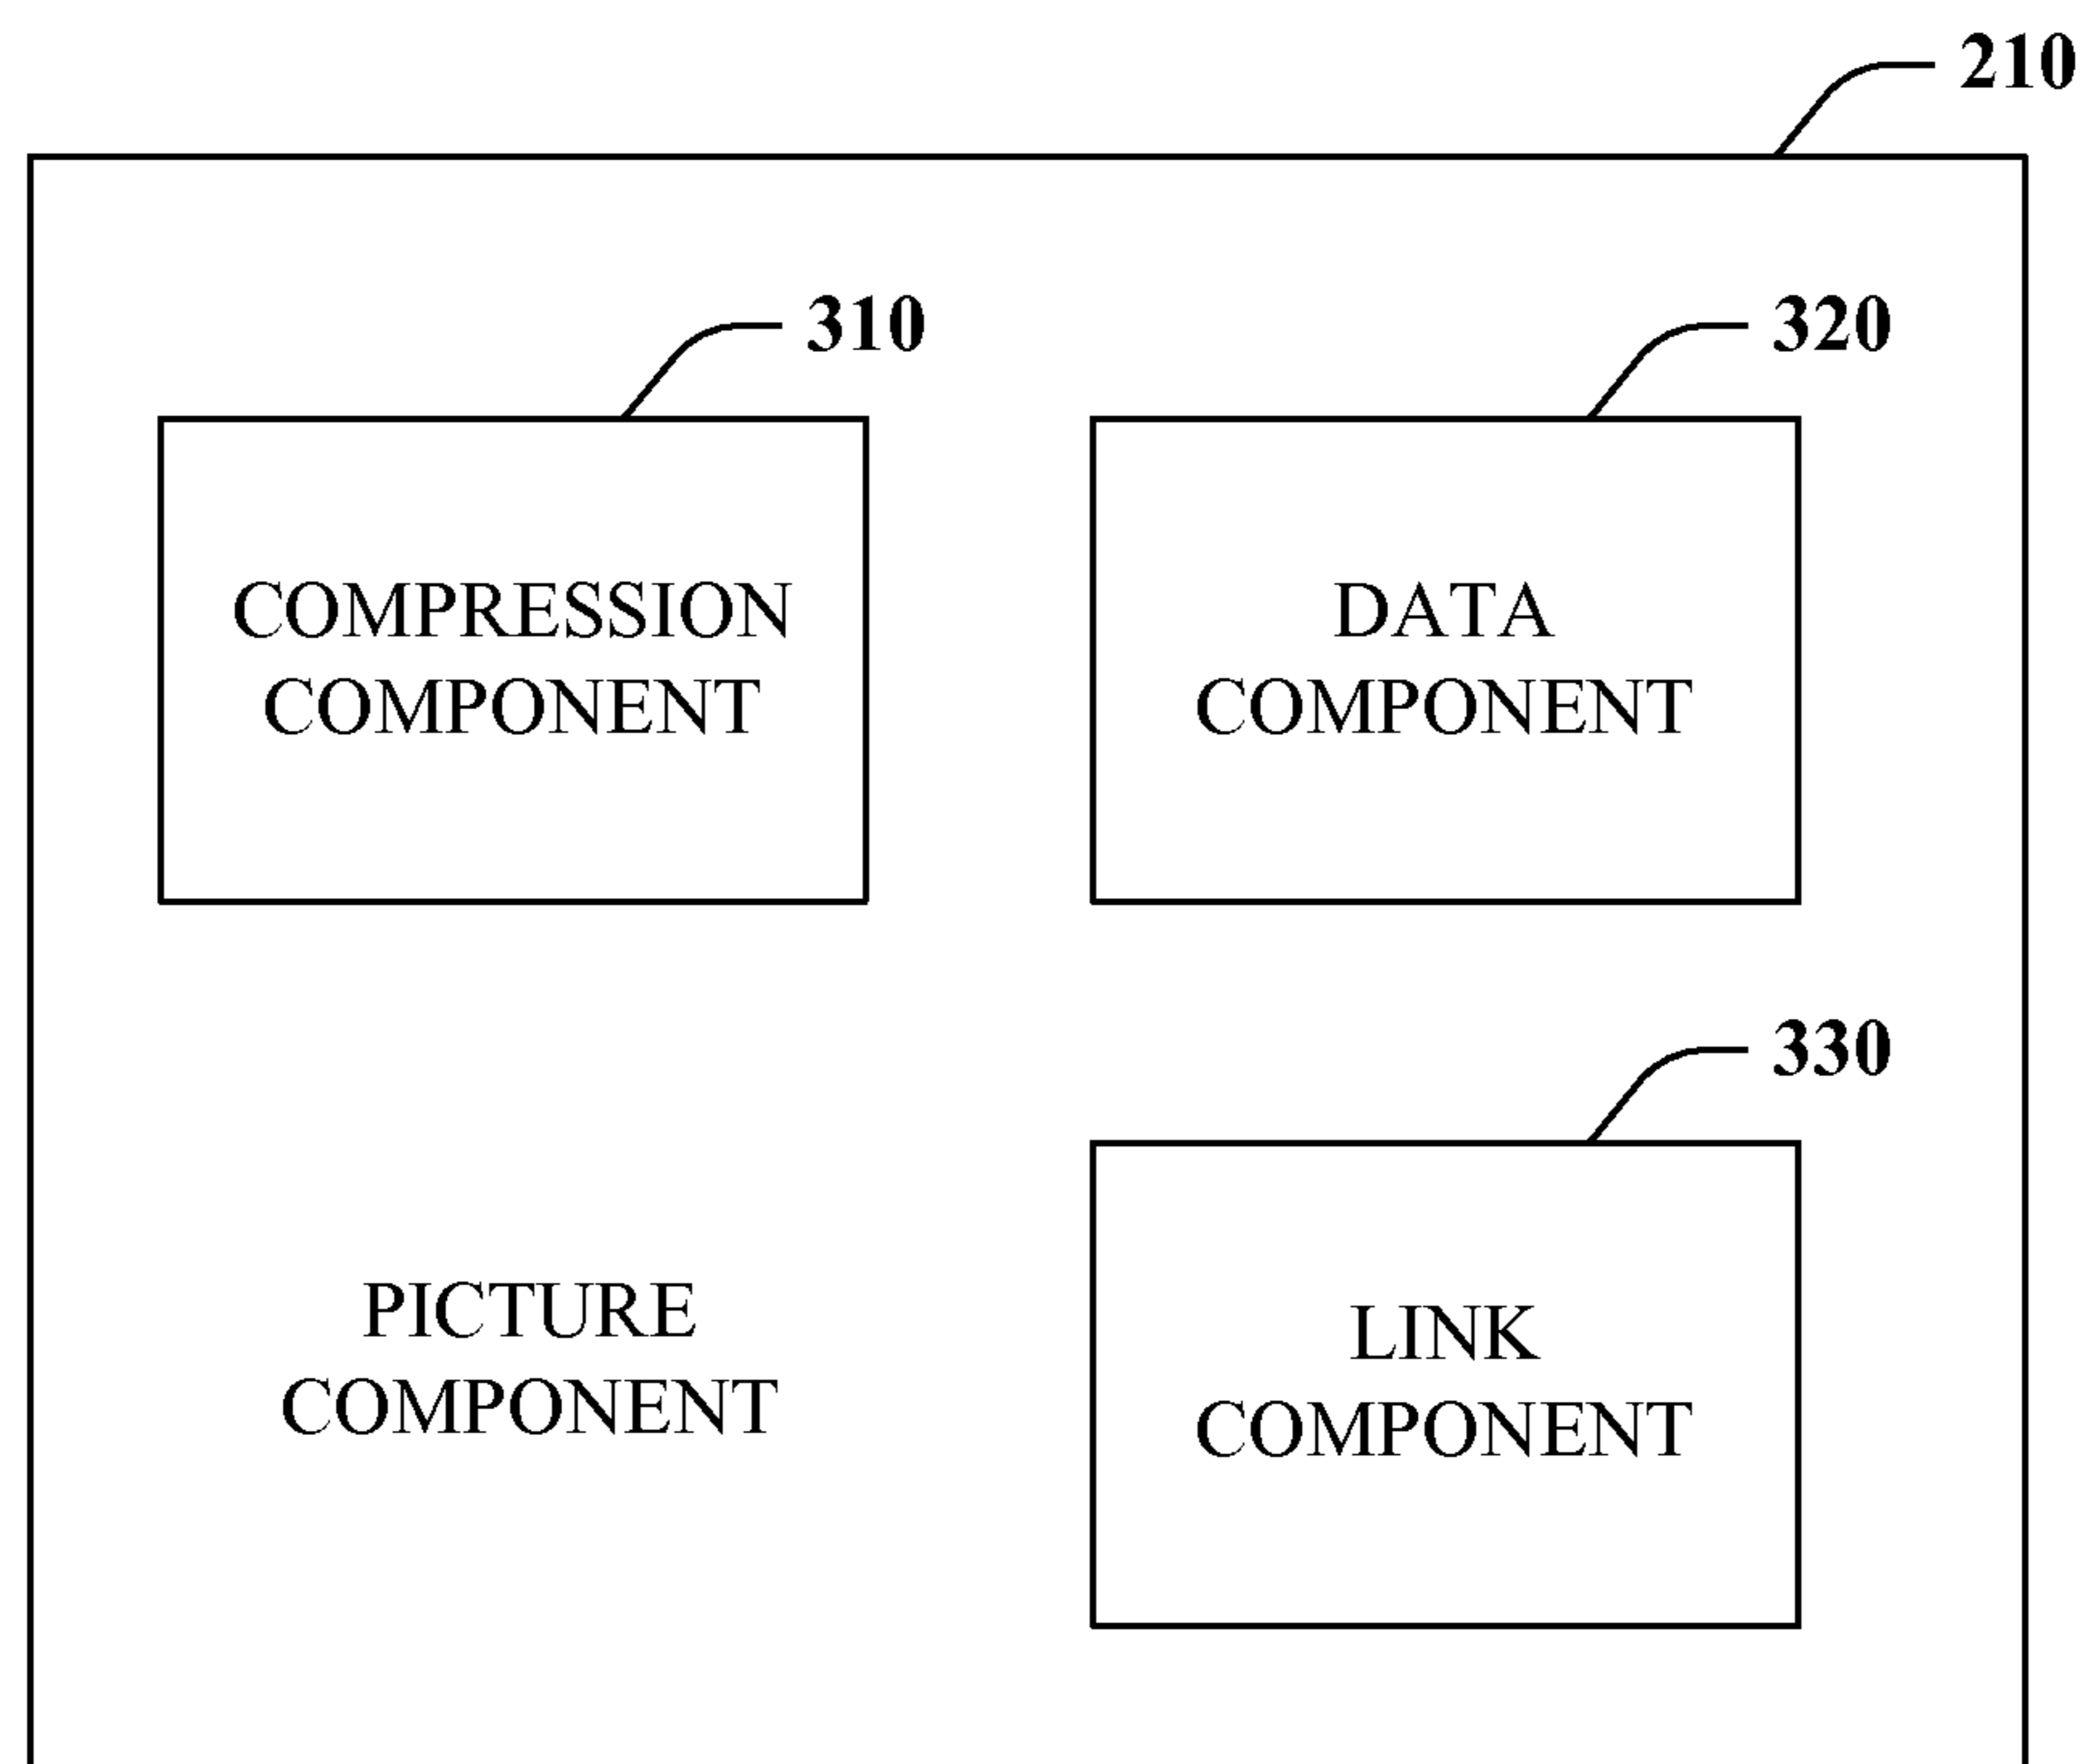 210
310
320
COMPRESSION
COMPONENT
DATA
COMPONENT
330
PICTURE
COMPONENT
LINK
COMPONENT